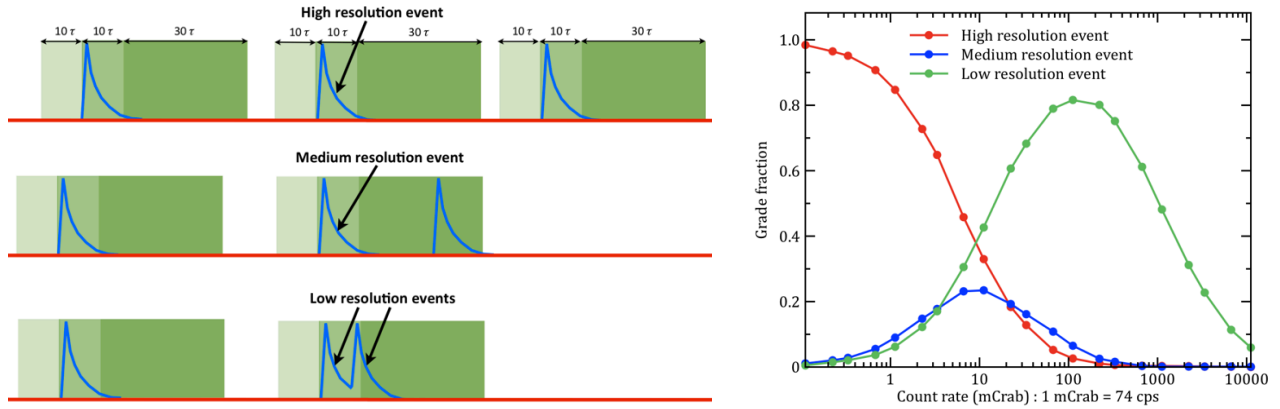 High resolution event
10 τ 10 τ 30 τ 10 τ 10 τ 30 τ 10 τ 10 τ 30 τ
Medium resolution event
Low resolution events
Grade fraction
1.0
0.8
0.6
0.4
0.2
0.0
High resolution event
Medium resolution event
Low resolution event
1 10 100 1000 10000
Count rate (mCrab) : 1 mCrab = 74 cps